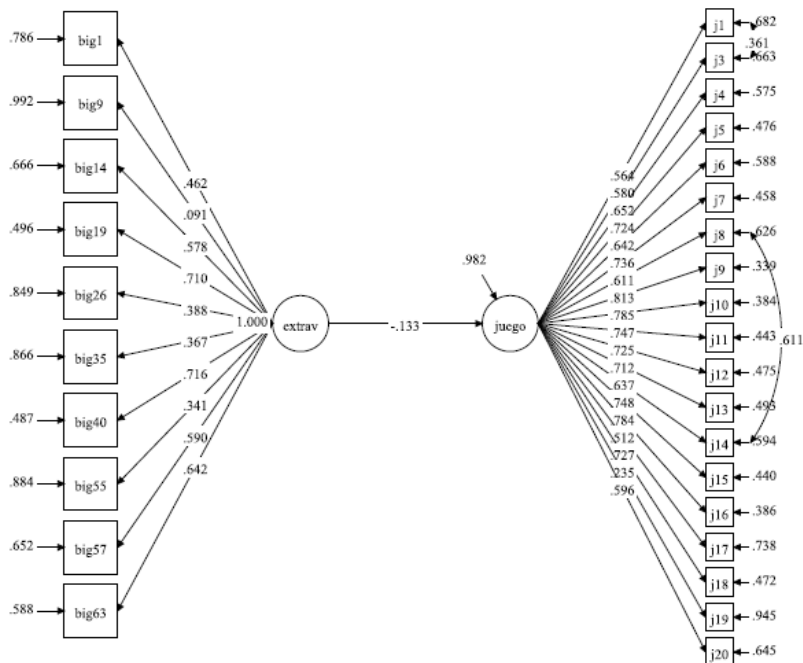 .786 big1
.992 big9
.666 big14
.496 big19
.849 big26
.866 big35
.487 big40
.884 big55
.652 big57
.588 big63
.462
.091
.578
.710
.388
.367
.716
.341
.590
.642
1.000 extrav
-.133
.982
juego
.564
.580
.652
.724
.642
.736
.611
.813
.785
.747
.725
.712
.637
.748
.784
.512
.727
.235
.596
j1 .682
.361
j3 .663
j4 .575
j5 .476
j6 .588
j7 .458
j8 .626
j9 .339
j10 .384
j11 .443
.611
j12 .475
j13 .493
j14 .594
j15 .440
j16 .386
j17 .738
j18 .472
j19 .945
j20 .645